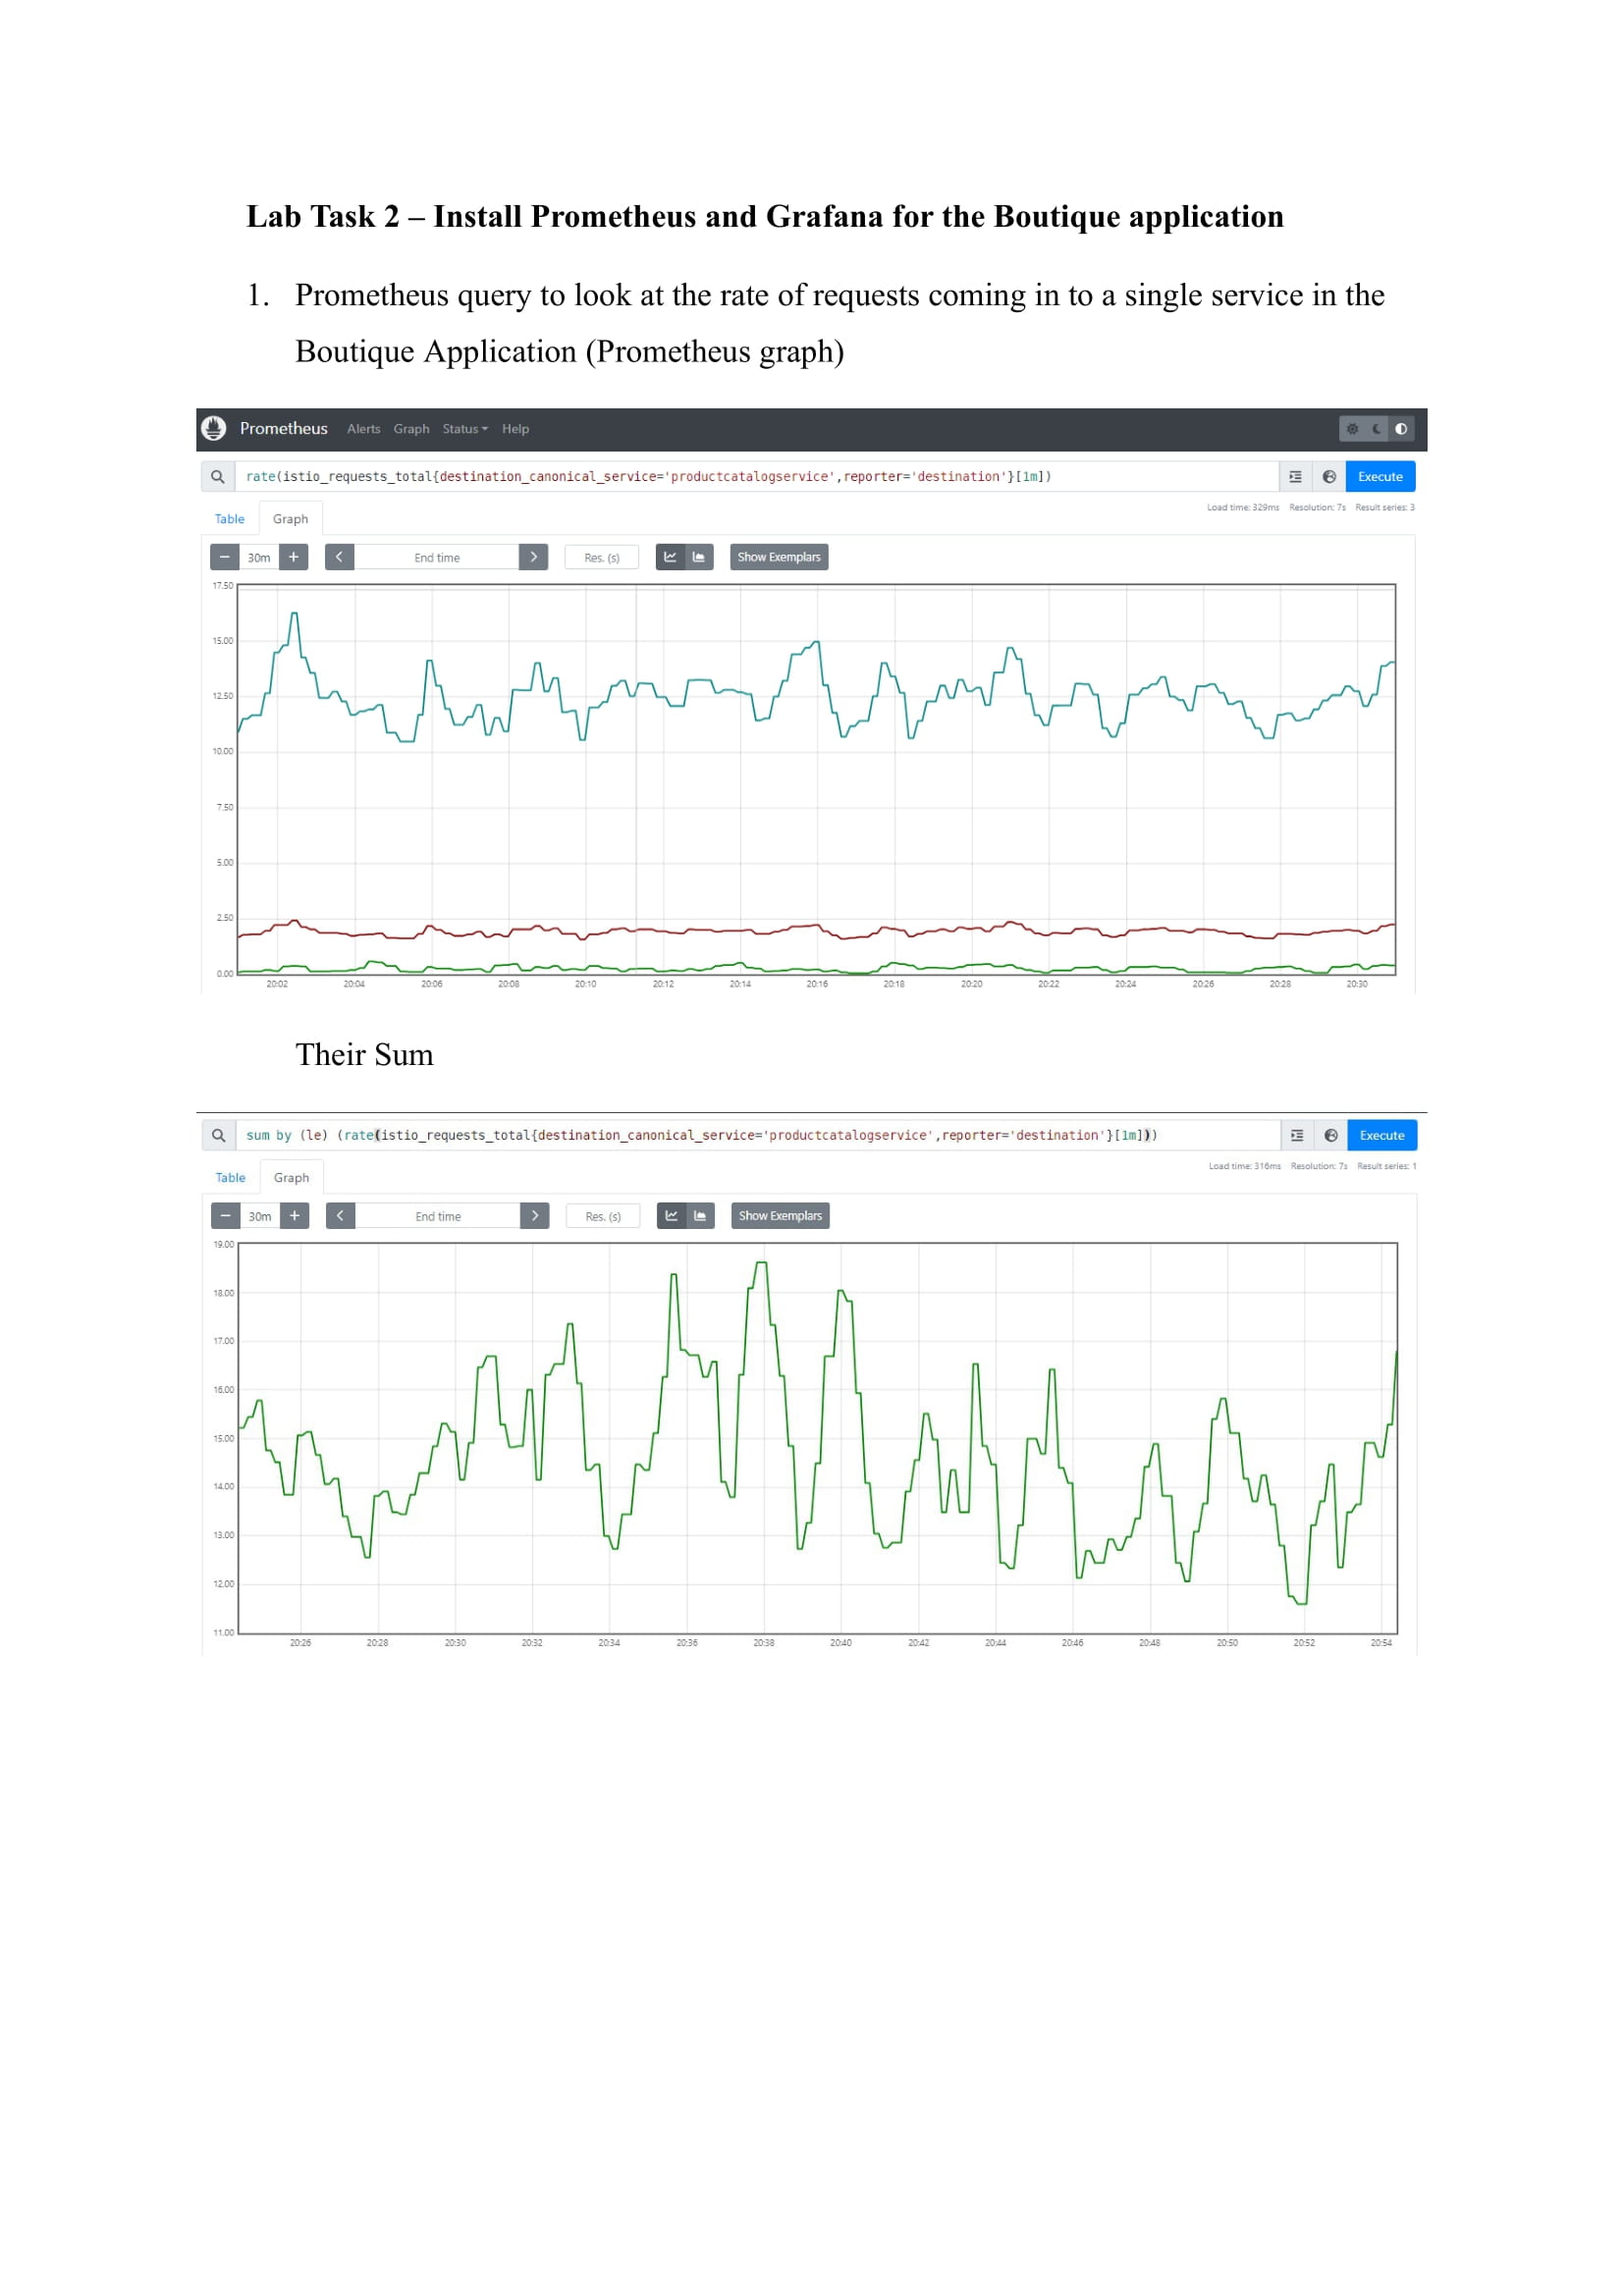 Lab Task 2 – Install Prometheus and Grafana for the Boutique application
1. Prometheus query to look at the rate of requests coming in to a single service in the
Boutique Application (Prometheus graph)
Prometheus Alerts Graph Status Help
rate(istio_requests_total{destination_canonical_service='productcatalogservice',reporter='destination'}[1m]) Execute
Load time: 329ms Resolution: 7s Result series: 3
Table Graph
− 30m + < End time > Res. (s) Show Exemplars
17.50
15.00
12.50
10.00
7.50
5.00
2.50
0.00
20:02 20:04 20:06 20:08 20:10 20:12 20:14 20:16 20:18 20:20 20:22 20:24 20:26 20:28 20:30
Their Sum
sum by (le) (rate(istio_requests_total{destination_canonical_service='productcatalogservice',reporter='destination'}[1m])) Execute
Load time: 316ms Resolution: 7s Result series: 1
Table Graph
− 30m + < End time > Res. (s) Show Exemplars
19.00
18.00
17.00
16.00
15.00
14.00
13.00
12.00
11.00
20:26 20:28 20:30 20:32 20:34 20:36 20:38 20:40 20:42 20:44 20:46 20:48 20:50 20:52 20:54